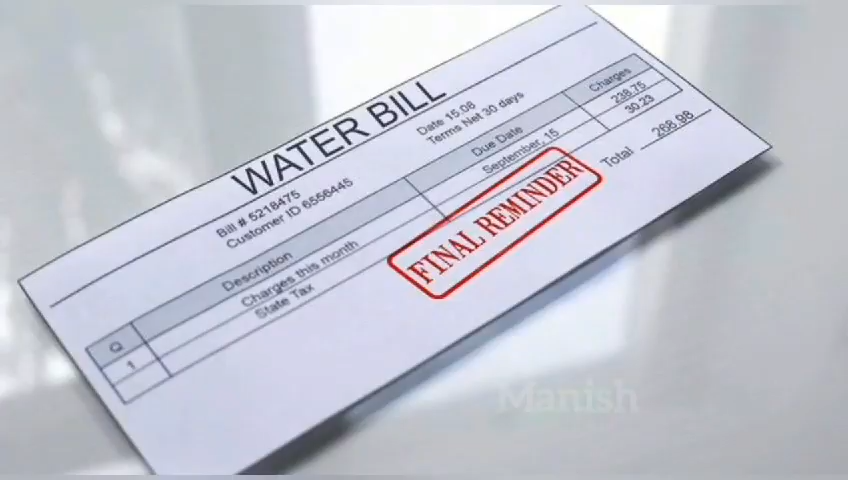 WATER BILL
Bill # 5218475
Customer ID 6556445
Date 15.08
Terms Net 30 days
Q Description Due Date Charges
1 Charges this month September, 15 238.75
State Tax 30.23
Total 268.98
FINAL REMINDER
Manish